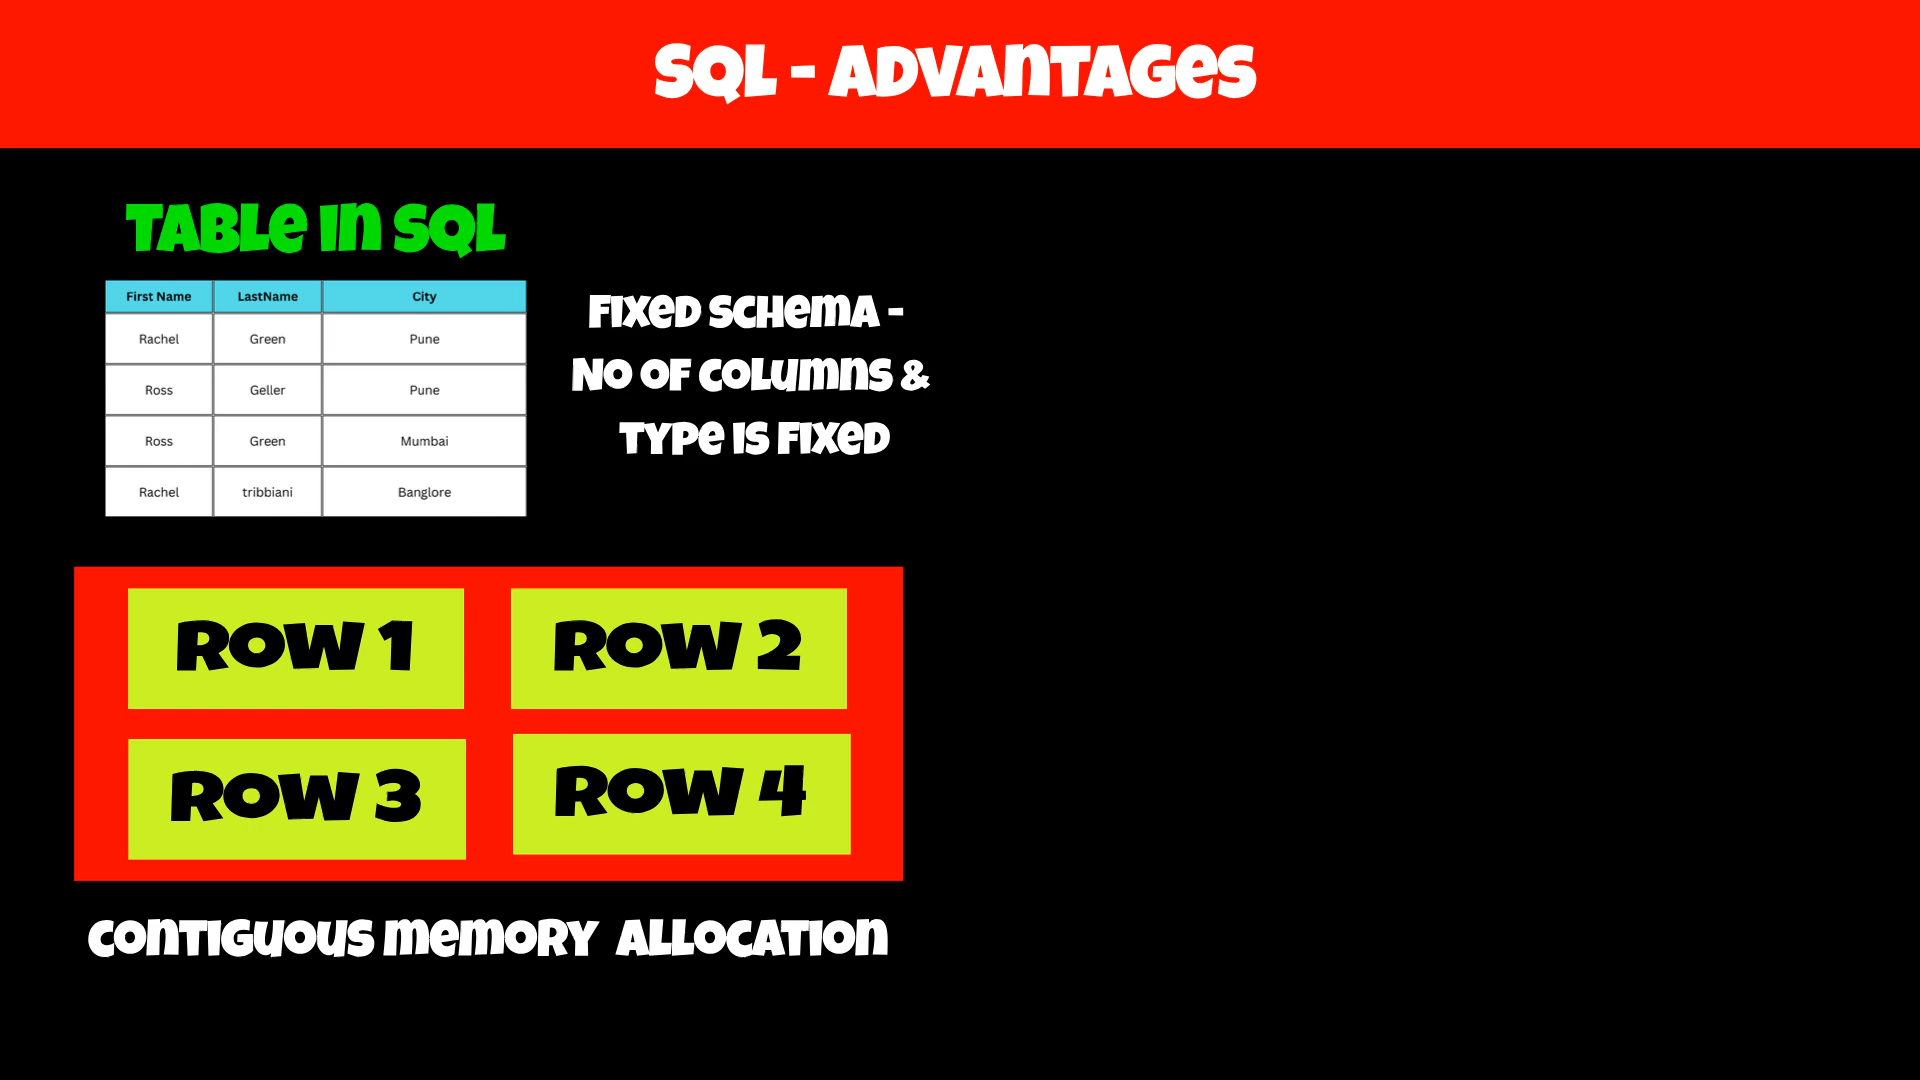 SQL - ADVANTAGES
TABLE IN SQL
First Name LastName City
Rachel Green Pune
Ross Geller Pune
Ross Green Mumbai
Rachel tribbiani Banglore
FIXED SCHEMA -
NO OF COLUMNS &
TYPE IS FIXED
ROW 1 ROW 2
ROW 3 ROW 4
CONTIGUOUS MEMORY ALLOCATION